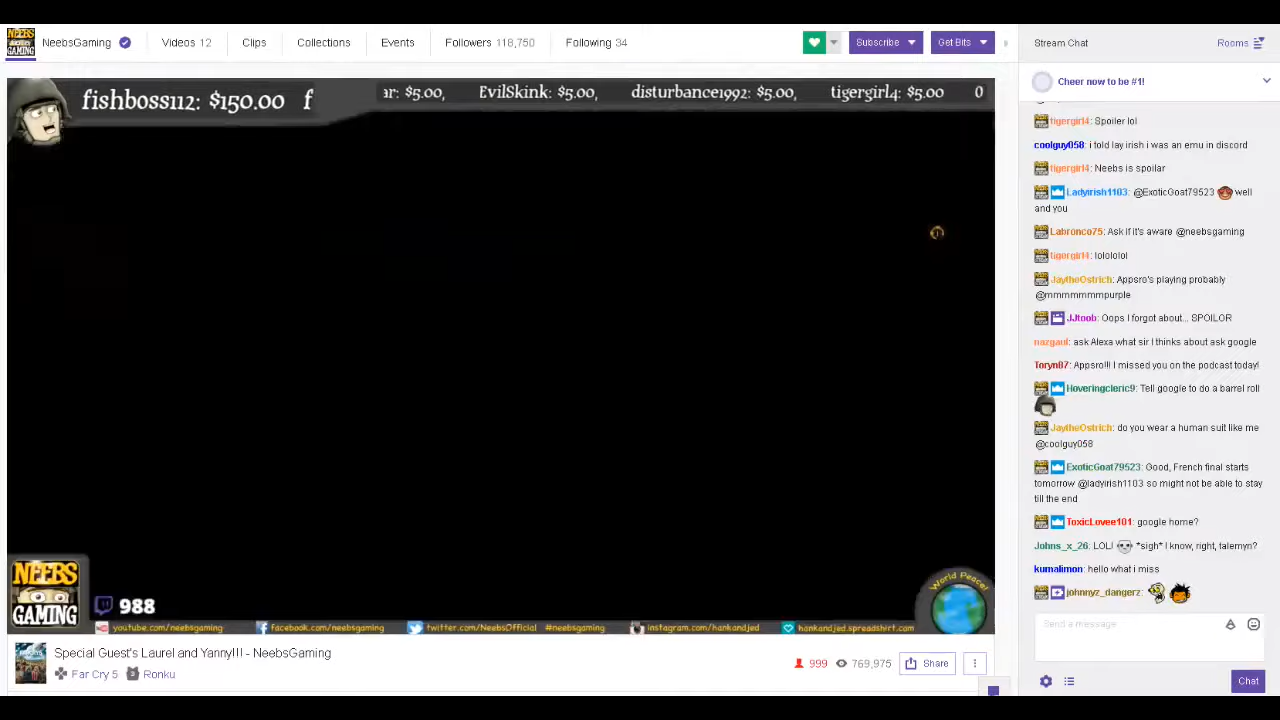 NeebsGaming
Videos 12
Clips
Collections
Events
Followers 118,750
Following 34
Subscribe
Get Bits
Stream Chat
Rooms
fishboss112: $150.00 f
ar: $5.00, EvilSkink: $5.00, disturbance1992: $5.00, tigergirl4: $5.00 0
Cheer now to be #1!
tigergirl4: Spoiler lol
coolguy058: i told lay irish i was an emu in discord
tigergirl4: Neebs is spoilar
Ladyirish1103: @ExoticGoat79523 well
and you
Labronco75: Ask if it's aware @neebsgaming
tigergirl4: lolololol
JaytheOstrich: Appsro's playing probably
@mmmmmmmpurple
JJtoob: Oops I forgot about... SPOILOR
nazgaul: ask Alexa what sir I thinks about ask google
Toryn87: Appsro!!! I missed you on the podcast today!
Hoveringcleric9: Tell google to do a barrel roll
JaytheOstrich: do you wear a human suit like me
@coolguy058
ExoticGoat79523: Good, French final starts
tomorrow @ladyirish1103 so might not be able to stay
till the end
ToxicLovee101: google home?
Johns_x_26: LOL! *sigh* I know, right, talemyn?
kumalimon: hello what i miss
johnnyz_dangerz:
Send a message
Chat
World Peace!
NEEBS
GAMING
988
youtube.com/neebsgaming
facebook.com/neebsgaming
twitter.com/NeebsOfficial #neebsgaming
instagram.com/hankandjed
hankandjed.spreadshirt.com
Special Guest's Laurel and Yanny!!! - NeebsGaming
Far Cry 5
Ronku
999
769,975
Share